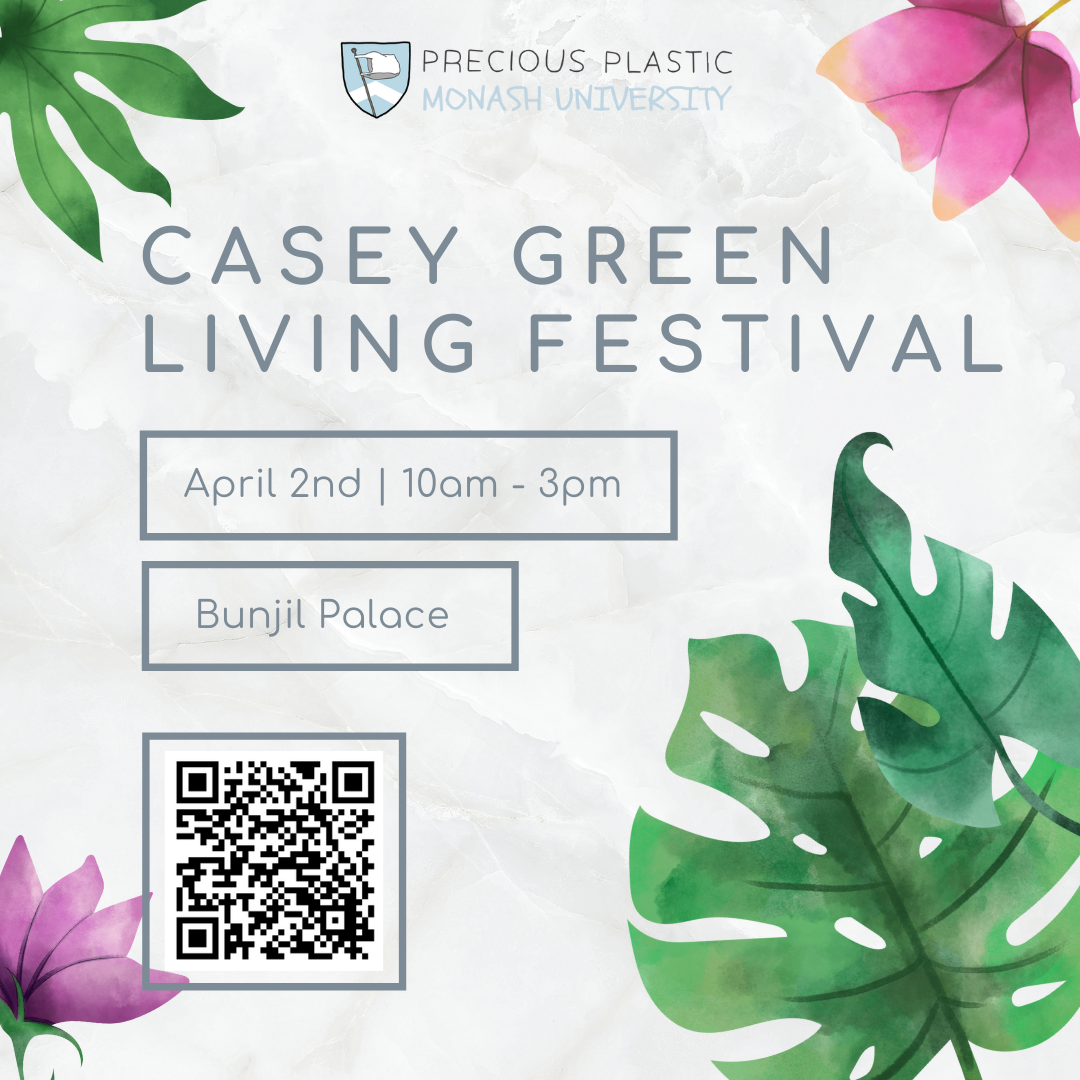 PRECIOUS PLASTIC
MONASH UNIVERSITY
CASEY GREEN
LIVING FESTIVAL
April 2nd | 10am - 3pm
Bunjil Palace